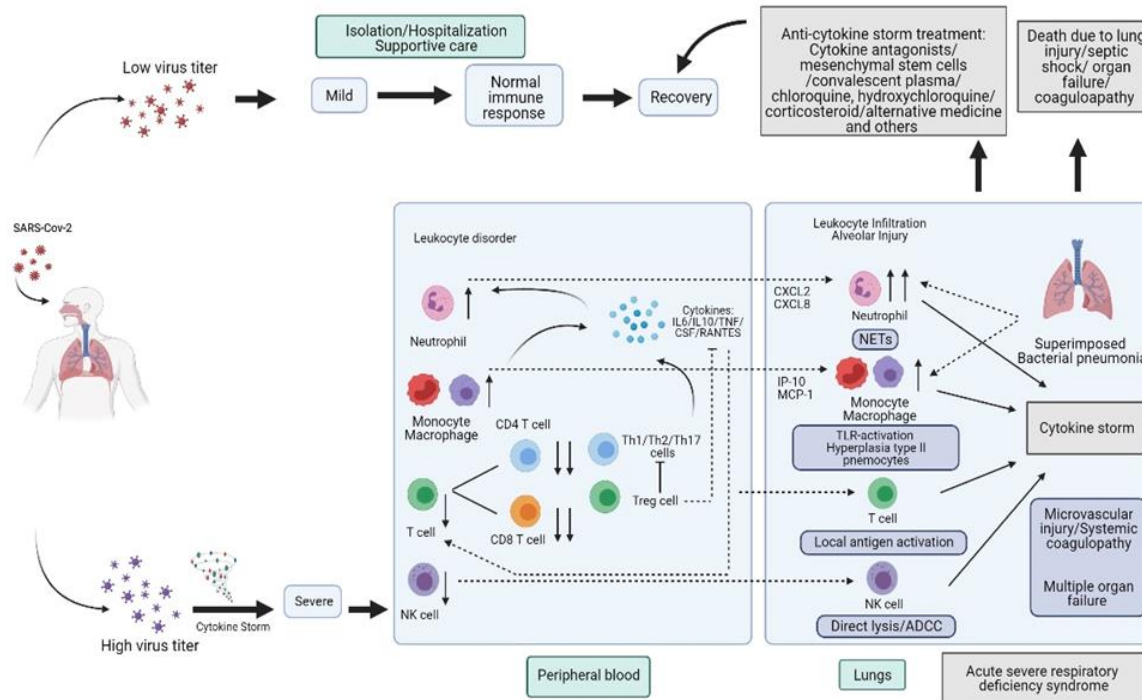 Isolation/Hospitalization
Supportive care
Low virus titer
Mild
Normal
immune
response
Recovery
Anti-cytokine storm treatment:
Cytokine antagonists/
mesenchymal stem cells
/convalescent plasma/
chloroquine, hydroxychloroquine/
corticosteroid/alternative medicine
and others
Death due to lung
injury/septic
shock/ organ
failure/
coaguloapathy
SARS-Cov-2
High virus titer
Cytokine Storm
Severe
Leukocyte disorder
Neutrophil
Cytokines:
IL6/IL10/TNF/
CSF/RANTES
Monocyte
Macrophage
CD4 T cell
Th1/Th2/Th17
cells
Treg cell
T cell
CD8 T cell
NK cell
Peripheral blood
Leukocyte Infiltration
Alveolar Injury
CXCL2
CXCL8
Neutrophil
NETs
IP-10
MCP-1
Monocyte
Macrophage
TLR-activation
Hyperplasia type II
pnemocytes
T cell
Local antigen activation
NK cell
Direct lysis/ADCC
Superimposed
Bacterial pneumonia
Cytokine storm
Microvascular
injury/Systemic
coagulopathy
Multiple organ
failure
Lungs
Acute severe respiratory
deficiency syndrome